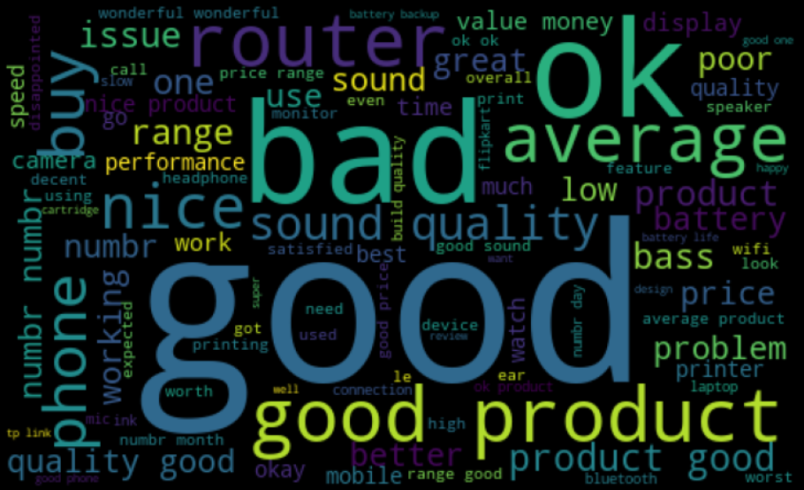 wonderful wonderful
battery backup
value money
display
issue
router
ok ok
great
ok
good one
poor
call
price range
sound
overall
quality
slow
one
use
even
time
print
speaker
speed
disappointed
buy
nice product
go
monitor
range
bad
flipkart
average
camera
performance
feature
happy
decent
headphone
build quality
much
low
product
using
cartridge
nice
sound quality
battery
numbr numbr
numbr
work
satisfied
best
good sound
want
battery life
bass
wifi
look
phone
working
expected
good
super
need
used
good price
device
review
watch
numbr day
design
price
average product
got
printing
problem
printer
worth
well
connection
le
ear
ok product
laptop
mic
ink
good product
high
tp link
numbr month
quality good
good phone
okay
better
mobile
range good
product good
bluetooth
worst